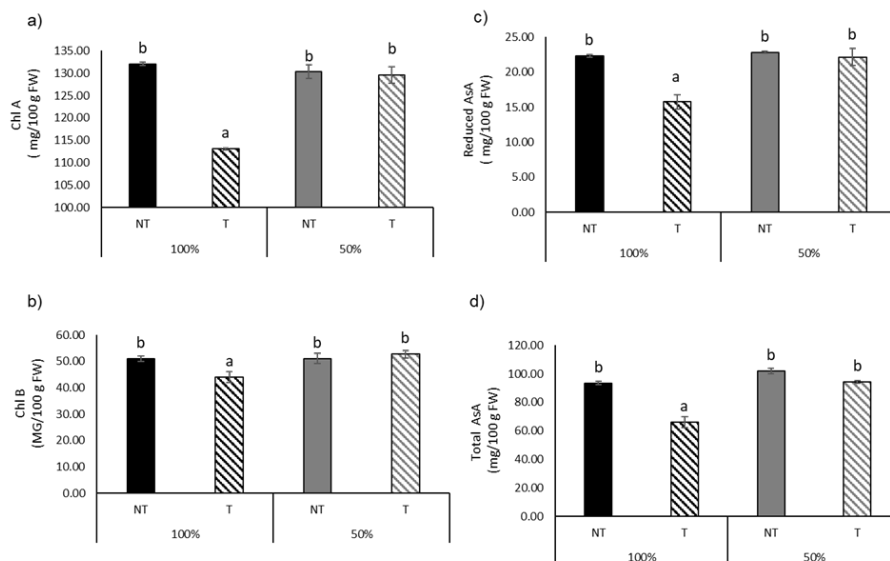 a)
Chl A
( mg/100 g FW)
135.00
130.00
125.00
120.00
115.00
110.00
105.00
100.00
b
a
b
b
NT
T
NT
T
100%
50%
b)
Chl B
(MG/100 g FW)
60.00
50.00
40.00
30.00
20.00
10.00
0.00
b
a
b
b
NT
T
NT
T
100%
50%
c)
Reduced AsA
( mg/100 g FW)
25.00
20.00
15.00
10.00
5.00
0.00
b
a
b
b
NT
T
NT
T
100%
50%
d)
Total AsA
(mg/100 g FW)
120.00
100.00
80.00
60.00
40.00
20.00
0.00
b
a
b
b
NT
T
NT
T
100%
50%